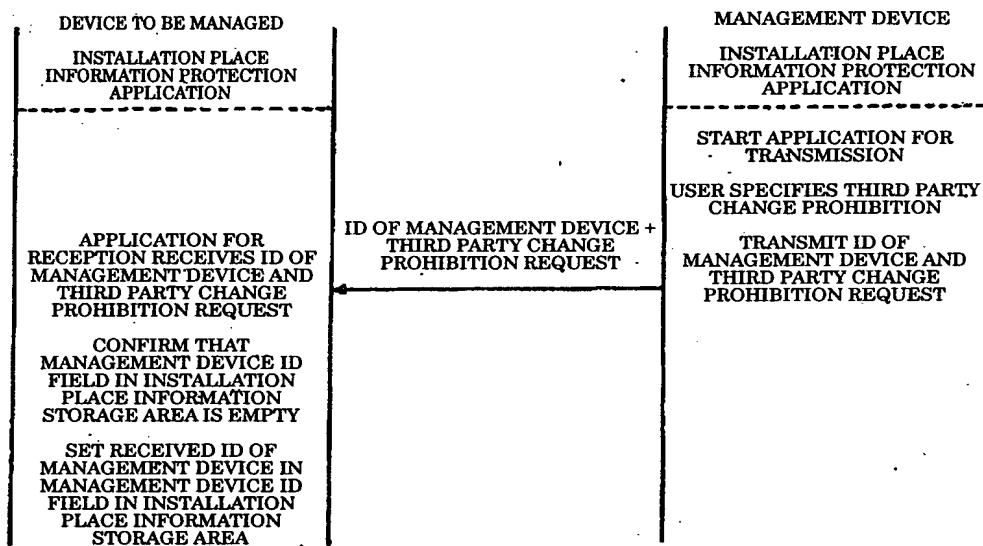 DEVICE TO BE MANAGED
INSTALLATION PLACE
INFORMATION PROTECTION
APPLICATION
APPLICATION FOR
RECEPTION RECEIVES ID OF
MANAGEMENT DEVICE AND
THIRD PARTY CHANGE
PROHIBITION REQUEST
CONFIRM THAT
MANAGEMENT DEVICE ID
FIELD IN INSTALLATION
PLACE INFORMATION
STORAGE AREA IS EMPTY
SET RECEIVED ID OF
MANAGEMENT DEVICE IN
MANAGEMENT DEVICE ID
FIELD IN INSTALLATION
PLACE INFORMATION
STORAGE AREA
ID OF MANAGEMENT DEVICE +
THIRD PARTY CHANGE
PROHIBITION REQUEST
MANAGEMENT DEVICE
INSTALLATION PLACE
INFORMATION PROTECTION
APPLICATION
START APPLICATION FOR
TRANSMISSION
USER SPECIFIES THIRD PARTY
CHANGE PROHIBITION
TRANSMIT ID OF
MANAGEMENT DEVICE AND
THIRD PARTY CHANGE
PROHIBITION REQUEST